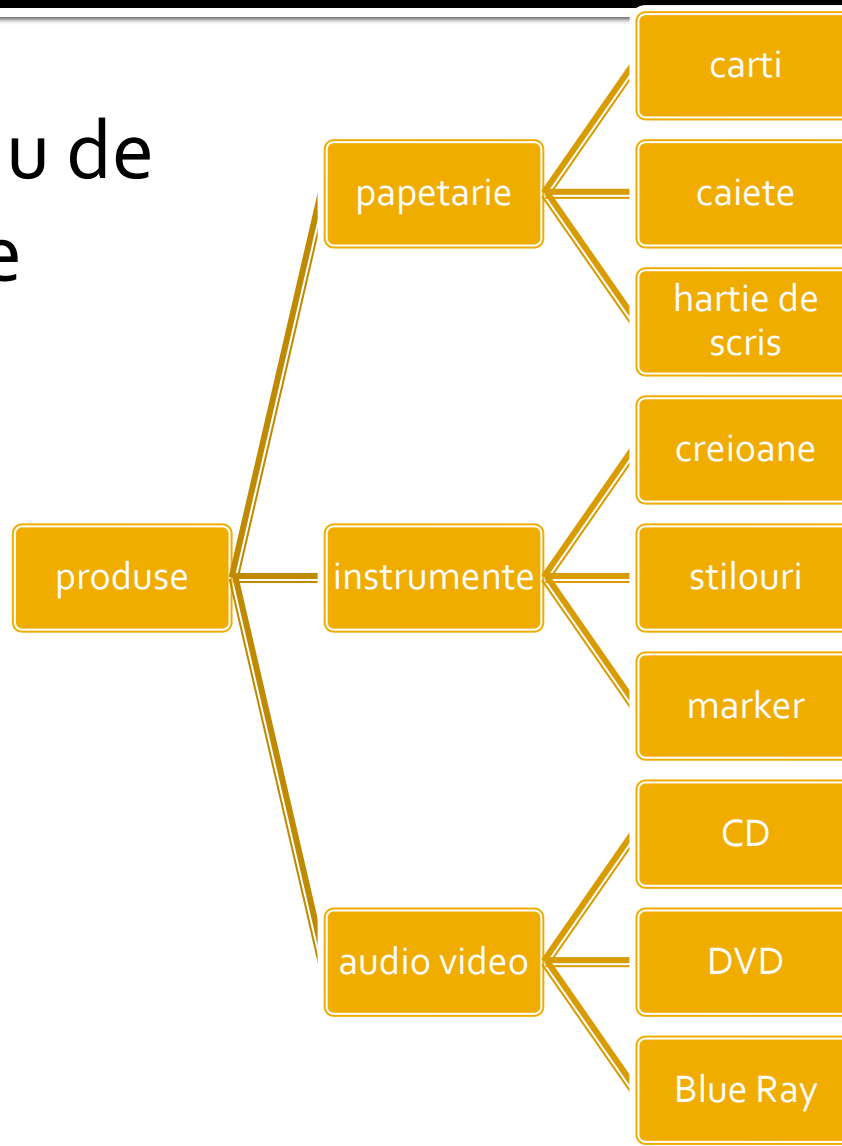 u de
e
produse
papetarie
carti
caiete
hartie de
scris
instrumente
creioane
stilouri
marker
audio video
CD
DVD
Blue Ray